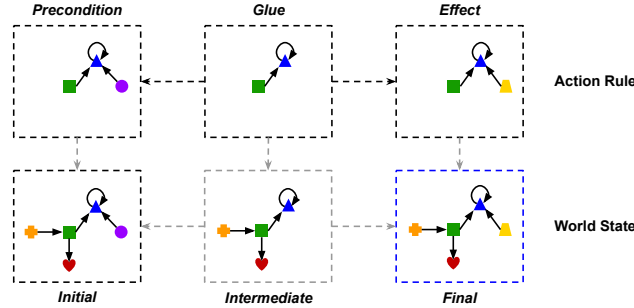 Precondition Glue Effect
Action Rule
World State
Initial Intermediate Final